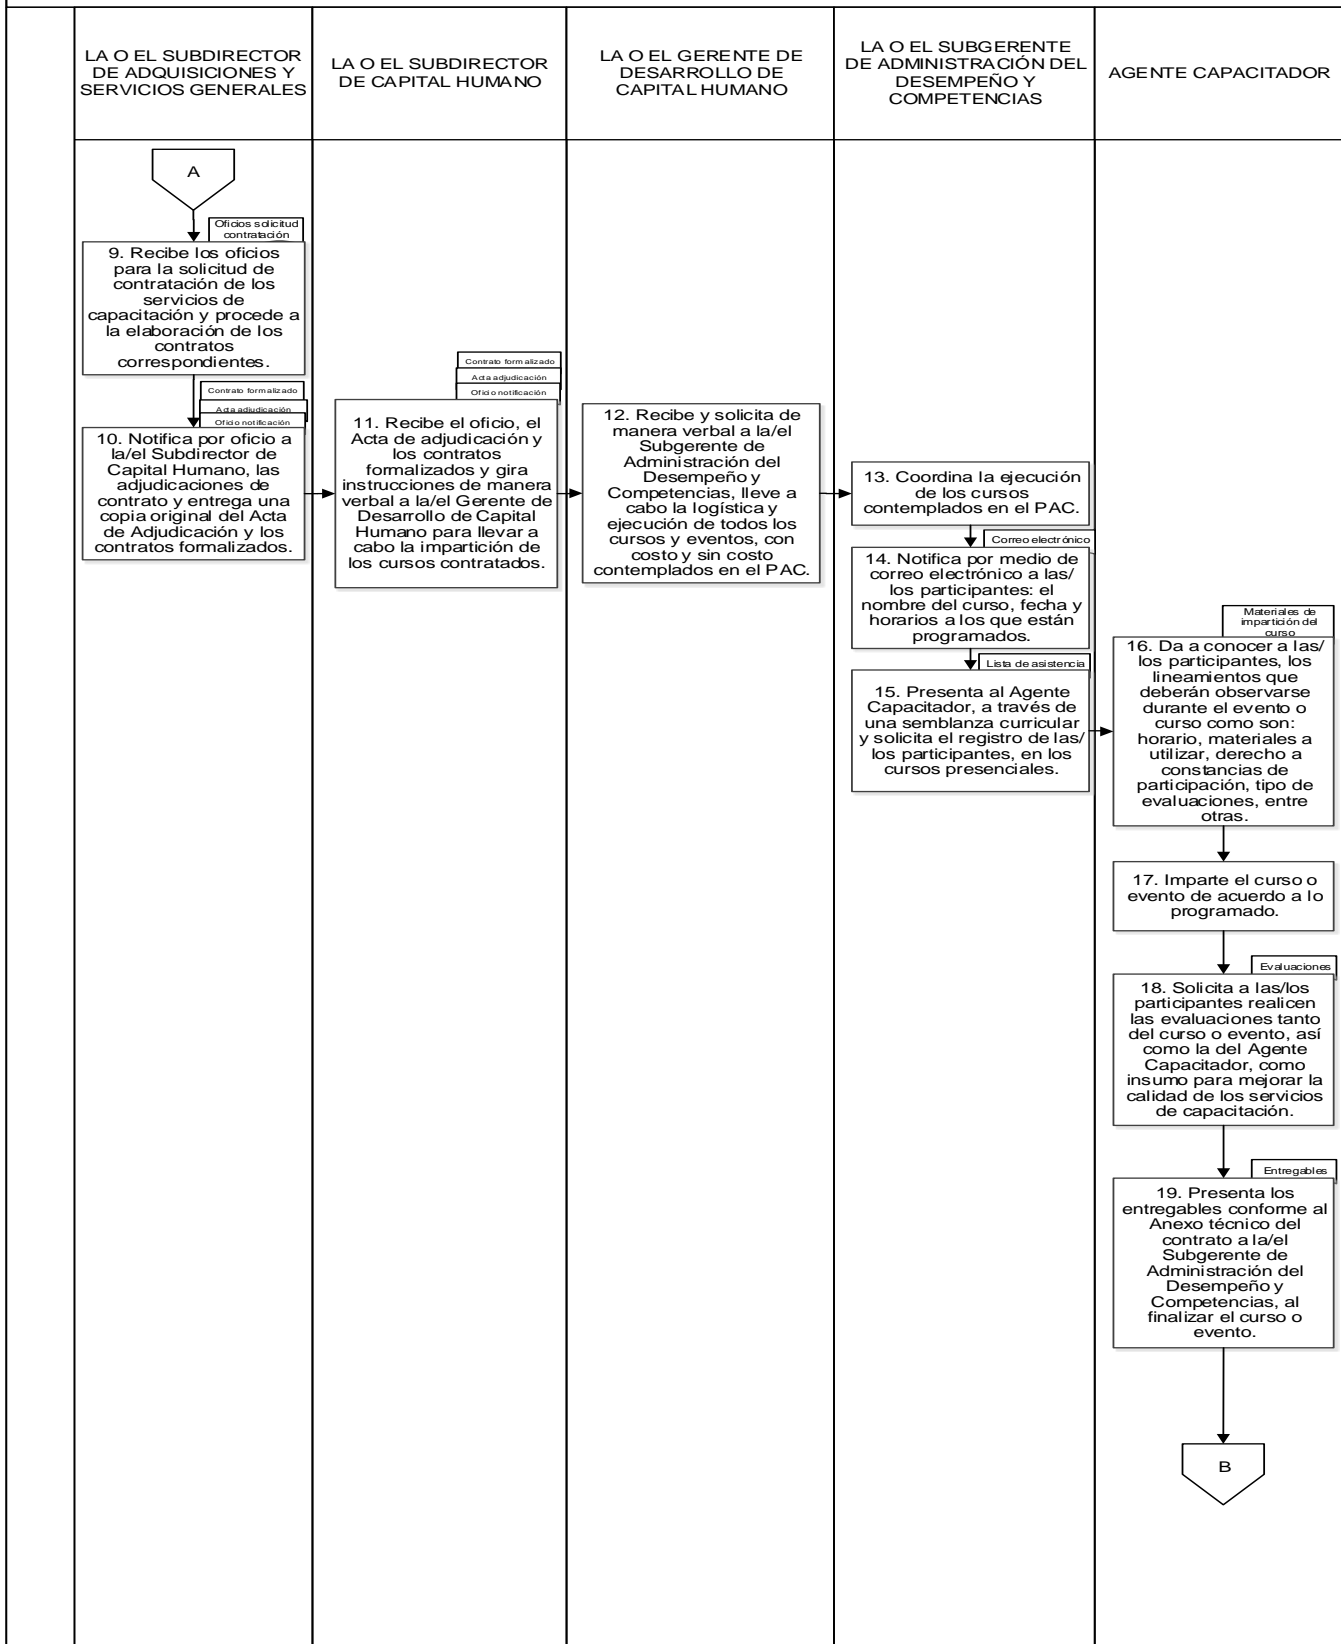 LA O EL SUBDIRECTOR
DE ADQUISICIONES Y
SERVICIOS GENERALES
LA O EL SUBDIRECTOR
DE CAPITAL HUMANO
LA O EL GERENTE DE
DESARROLLO DE
CAPITAL HUMANO
LA O EL SUBGERENTE
DE ADMINISTRACIÓN DEL
DESEMPEÑO Y
COMPETENCIAS
AGENTE CAPACITADOR
A
Oficios solicitud
contratación
9. Recibe los oficios
para la solicitud de
contratación de los
servicios de
capacitación y procede a
la elaboración de los
contratos
correspondientes.
Contrato formalizado
Acta adjudicación
Oficio notificación
10. Notifica por oficio a
la/el Subdirector de
Capital Humano, las
adjudicaciones de
contrato y entrega una
copia original del Acta
de Adjudicación y los
contratos formalizados.
Contrato formalizado
Acta adjudicación
Oficio notificación
11. Recibe el oficio, el
Acta de adjudicación y
los contratos
formalizados y gira
instrucciones de manera
verbal a la/el Gerente de
Desarrollo de Capital
Humano para llevar a
cabo la impartición de
los cursos contratados.
12. Recibe y solicita de
manera verbal a la/el
Subgerente de
Administración del
Desempeño y
Competencias, lleve a
cabo la logística y
ejecución de todos los
cursos y eventos, con
costo y sin costo
contemplados en el PAC.
13. Coordina la ejecución
de los cursos
contemplados en el PAC.
Correo electrónico
14. Notifica por medio de
correo electrónico a las/
los participantes: el
nombre del curso, fecha y
horarios a los que están
programados.
Lista de asistencia
15. Presenta al Agente
Capacitador, a través de
una semblanza curricular
y solicita el registro de las/
los participantes, en los
cursos presenciales.
Materiales de
impartición del
curso
16. Da a conocer a las/
los participantes, los
lineamientos que
deberán observarse
durante el evento o
curso como son:
horario, materiales a
utilizar, derecho a
constancias de
participación, tipo de
evaluaciones, entre
otras.
17. Imparte el curso o
evento de acuerdo a lo
programado.
Evaluaciones
18. Solicita a las/los
participantes realicen
las evaluaciones tanto
del curso o evento, así
como la del Agente
Capacitador, como
insumo para mejorar la
calidad de los servicios
de capacitación.
Entregables
19. Presenta los
entregables conforme al
Anexo técnico del
contrato a la/el
Subgerente de
Administración del
Desempeño y
Competencias, al
finalizar el curso o
evento.
B